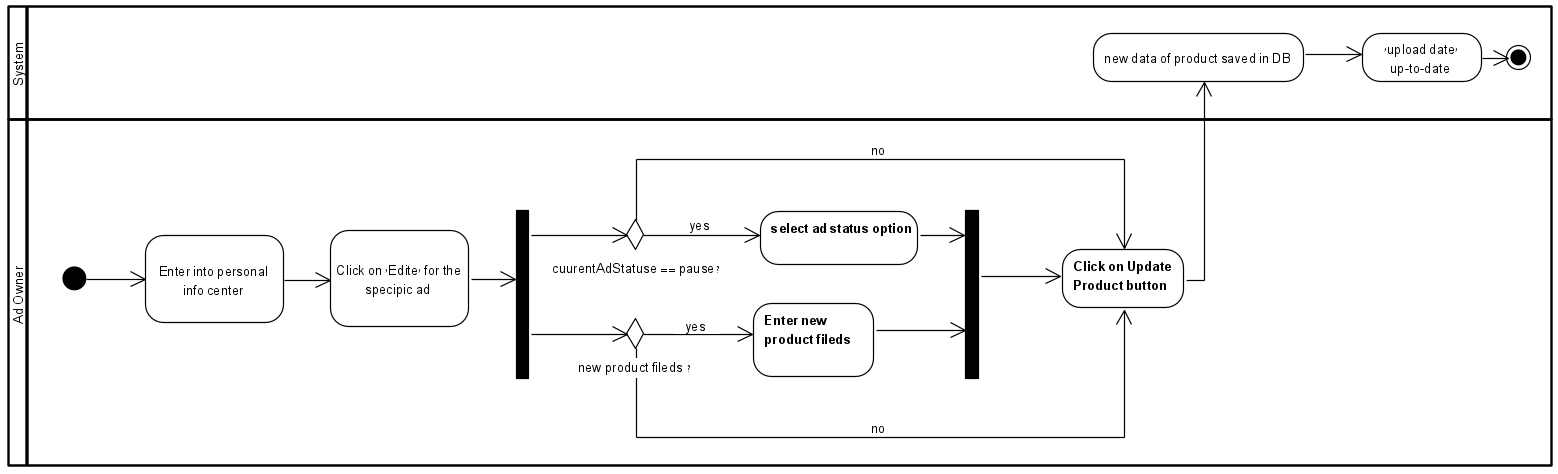 System
new data of product saved in DB
'upload date'
up-to-date
Ad Owner
Enter into personal
info center
Click on 'Edite' for the
specipic ad
no
yes
cuurentAdStatuse == pause?
select ad status option
yes
new product fileds ?
Enter new
product fileds
no
Click on Update
Product button